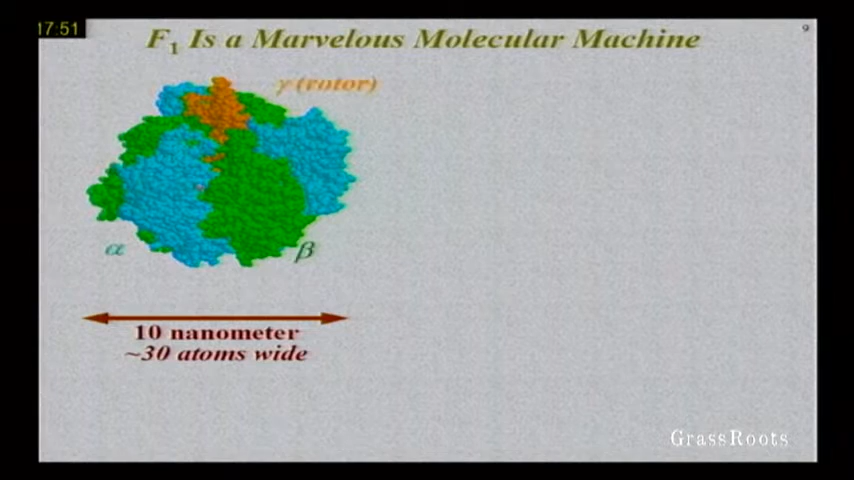 17:51
F₁ Is a Marvelous Molecular Machine
9
γ (rotor)
α
β
10 nanometer
~30 atoms wide
GrassRoots